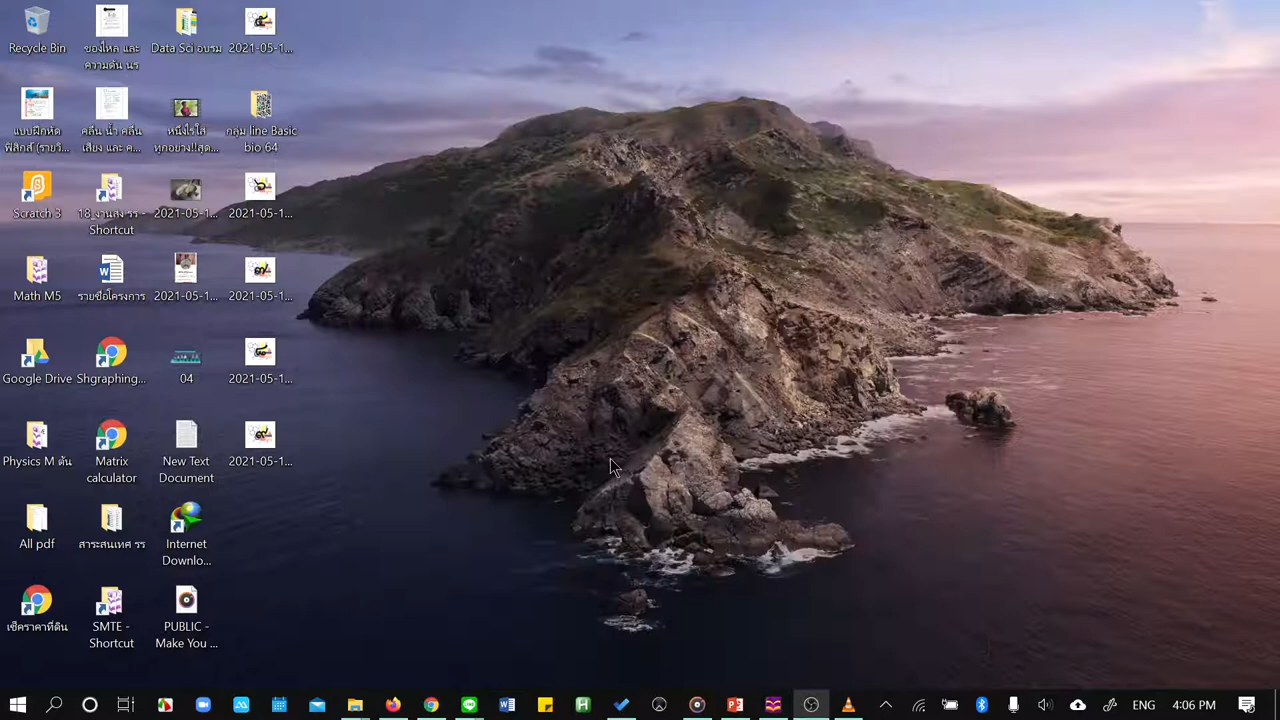 Recycle Bin
ของไหล และ
ความดัน นร
Data Sci อบรม
2021-05-1...
แบบฝึกหัด
ฟิสิกส์ (รายวิ...
คลื่น น้ำ คลื่น
เสียง และ ค...
หนึ่งไร่ใส่
ทุกอย่าง!!สุด...
กลุ่ม line Basic
bio 64
Scratch 3
18 งานส่ง รร -
Shortcut
2021-05-1...
2021-05-1...
Math M5
รายชื่อโครงการ
2021-05-1...
2021-05-1...
Google Drive
Shgraphing...
04
2021-05-1...
Physics M ต้น
Matrix
calculator
New Text
Document
2021-05-1...
All pdf
สาระสนเทศ รร
Internet
Downlo...
เช็คราคาที่ดิน
SMTE -
Shortcut
PUBLIC -
Make You ...
ENG
4:06 PM